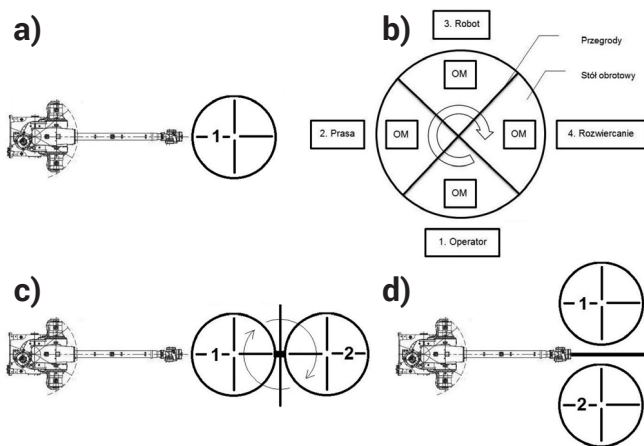 a)
b)
3. Robot
Przegrody
Stół obrotowy
OM
2. Prasa
OM
OM
4. Rozwiercanie
OM
1. Operator
1
c)
d)
1
2
1
2